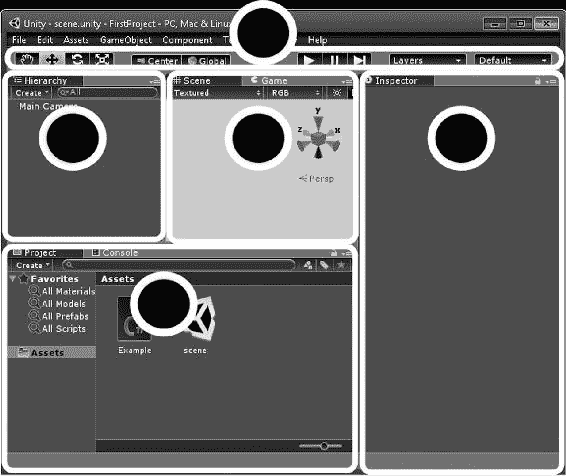 Unity - scene.unity - FirstProject - PC, Mac & Linu
File Edit Assets GameObject Component Help
Center Global Layers Default
Hierarchy
Create All
Main Camera
Scene Game
Textured RGB
y
z x
Persp
Inspector
Project Console
Create
Favorites
All Materials
All Models
All Prefabs
All Scripts
Assets
Assets
Example scene